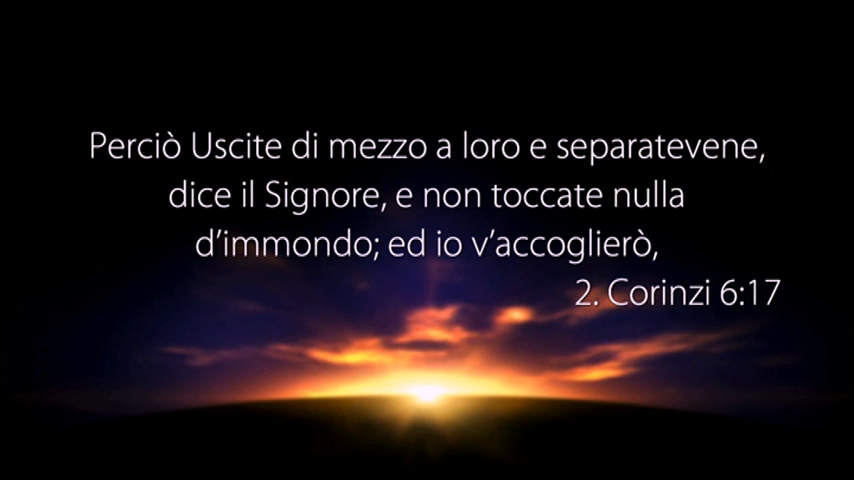 Perciò Uscite di mezzo a loro e separatevene,
dice il Signore, e non toccate nulla
d’immondo; ed io v’accoglierò,
2. Corinzi 6:17